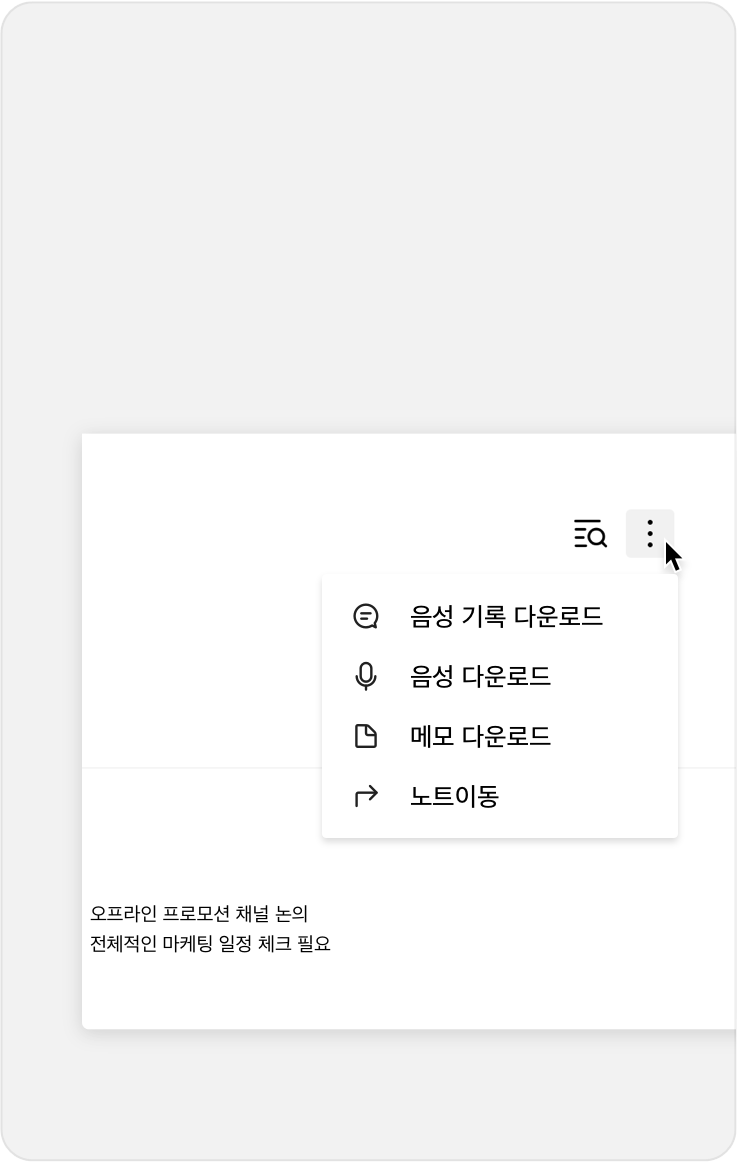 음성 기록 다운로드
음성 다운로드
메모 다운로드
노트이동
오프라인 프로모션 채널 논의
전체적인 마케팅 일정 체크 필요